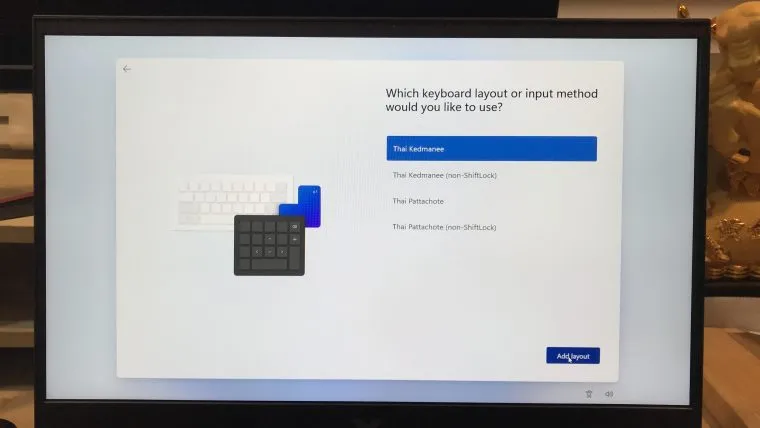 Which keyboard layout or input method
would you like to use?
Thai Kedmanee
Thai Kedmanee (non-ShiftLock)
Thai Pattachote
Thai Pattachote (non-ShiftLock)
Add layout